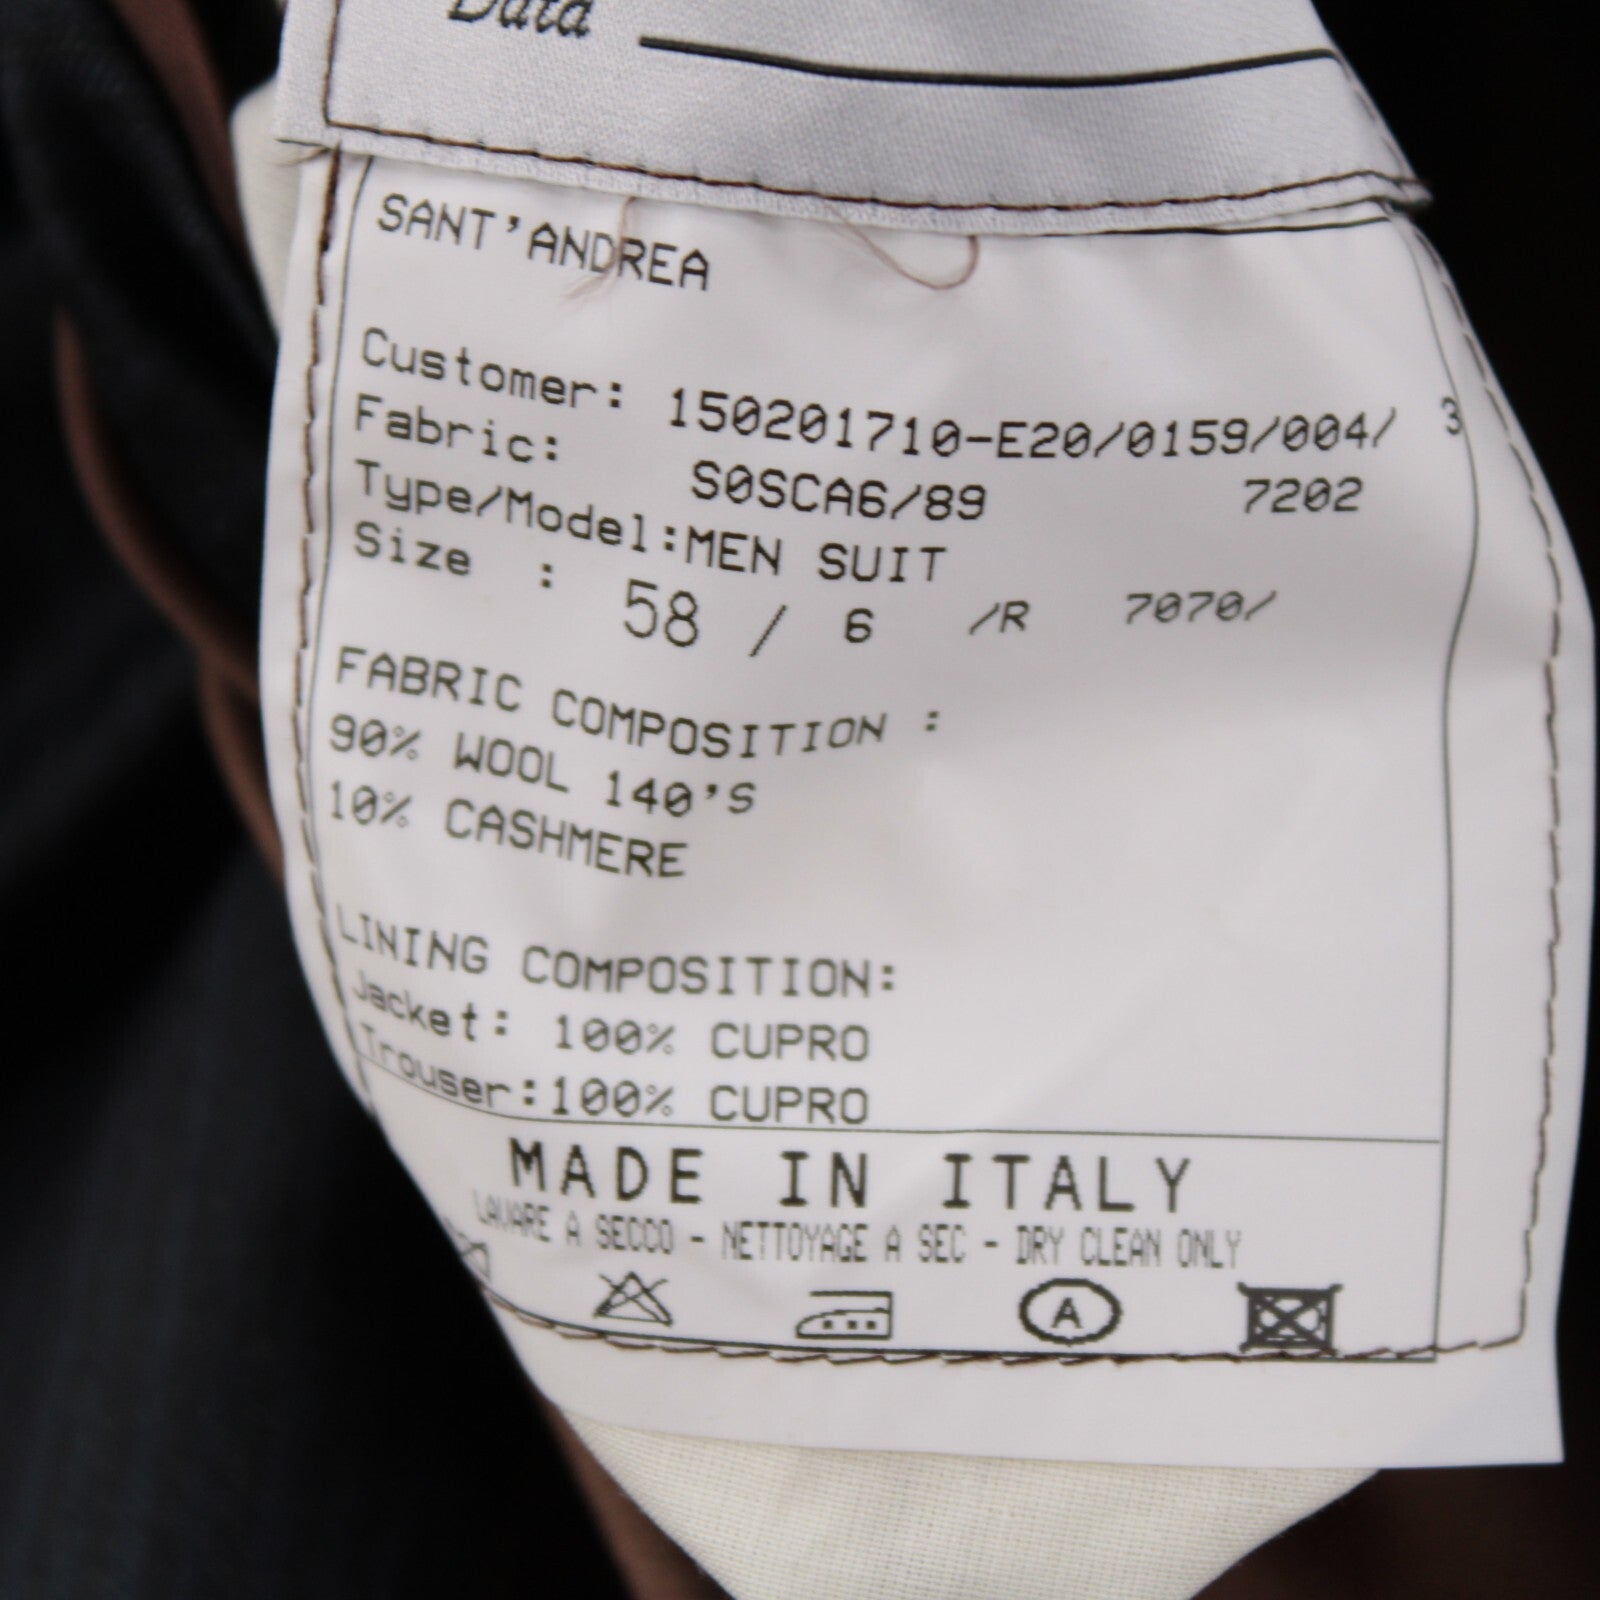 Data
SANT'ANDREA
Customer: 150201710-E20/0159/004/ 3
Fabric: S0SCA6/89 7202
Type/Model:MEN SUIT
Size : 58 / 6 /R 7070/
FABRIC COMPOSITION :
90% WOOL 140'S
10% CASHMERE
LINING COMPOSITION:
Jacket: 100% CUPRO
Trouser:100% CUPRO
MADE IN ITALY
LAVARE A SECCO - NETTOYAGE A SEC - DRY CLEAN ONLY
A